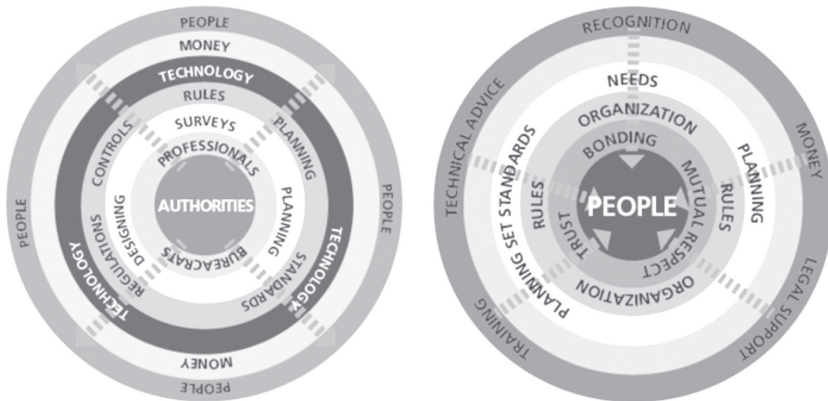 PEOPLE
MONEY
TECHNOLOGY
RULES
SURVEYS
PROFESSIONALS
CONTROLS
PLANNING
DESIGNING
AUTHORITIES
PLANNING
PEOPLE
PEOPLE
REGULATIONS
BUREACRATS
STANDARDS
TECHNOLOGY
TECHNOLOGY
MONEY
PEOPLE
RECOGNITION
NEEDS
ORGANIZATION
BONDING
TECHNICAL ADVICE
MONEY
PLANNING SET STANDARDS
RULES
PEOPLE
MUTUAL RESPECT
RULES
PLANNING
TRUST
ORGANIZATION
TRAINING
LEGAL SUPPORT